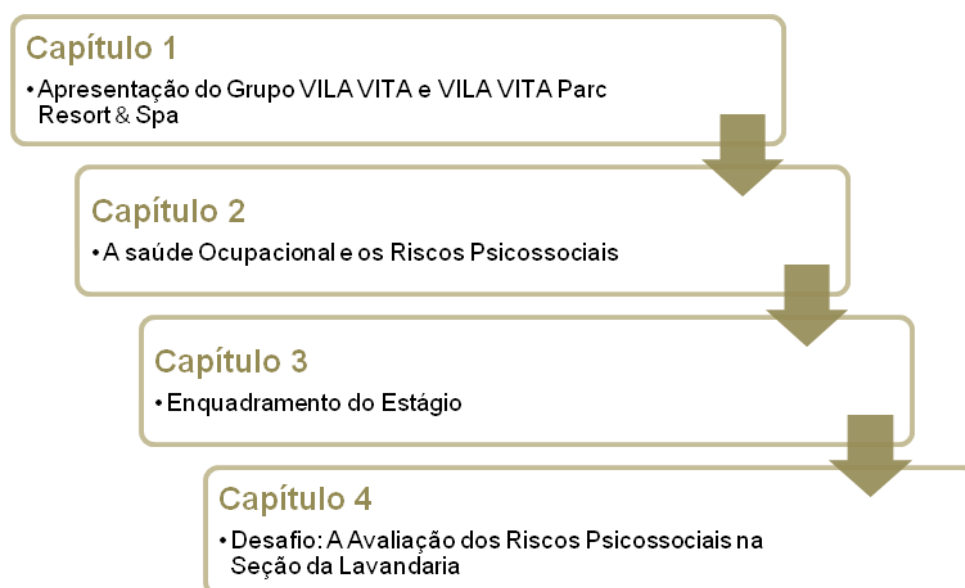 Capítulo 1
•Apresentação do Grupo VILA VITA e VILA VITA Parc
Resort & Spa
Capítulo 2
•A saúde Ocupacional e os Riscos Psicossociais
Capítulo 3
•Enquadramento do Estágio
Capítulo 4
•Desafio: A Avaliação dos Riscos Psicossociais na
Seção da Lavandaria